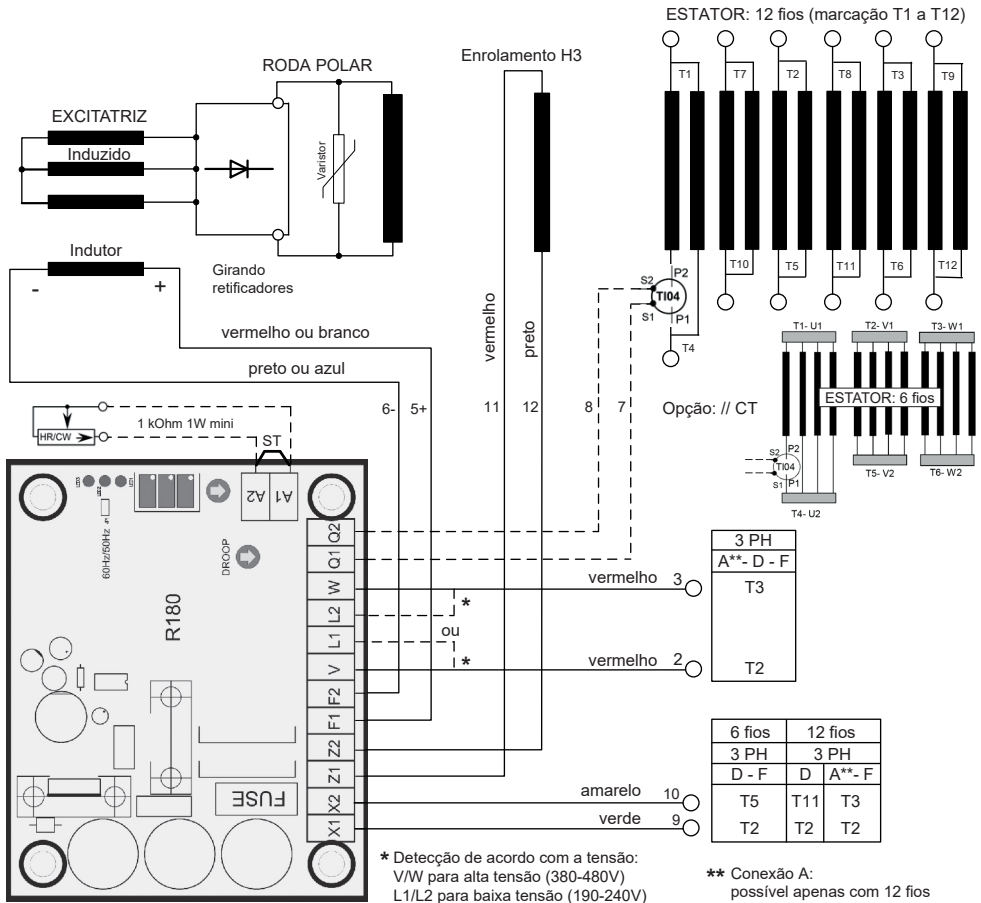 ESTATOR: 12 fios (marcação T1 a T12)
Enrolamento H3
RODA POLAR
T1
T7
T2
T8
T3
T9
EXCITATRIZ
Induzido
Varistor
Indutor
-
+
Girando
retificadores
T10
T5
T11
T6
T12
S2
P2
TI04
S1
P1
T4
vermelho ou branco
preto ou azul
vermelho
preto
6-
5+
11
12
8
7
Opção: // CT
T1- U1
T2- V1
T3- W1
ESTATOR: 6 fios
S2
P2
TI04
S1
P1
T5- V2
T6- W2
T4- U2
HR/CW
1 kOhm 1W mini
ST
LED3
LED2
LED1
A2
A1
60Hz/50Hz
DROOP
R180
FUSE
Q2
Q1
W
L2
L1
V
F2
F1
Z2
Z1
X2
X1
vermelho
3
*
ou
*
vermelho
2
3 PH
A**- D - F
T3
T2
amarelo
10
verde
9
6 fios
12 fios
3 PH
3 PH
D - F
D
A**- F
T5
T11
T3
T2
T2
T2
* Detecção de acordo com a tensão:
V/W para alta tensão (380-480V)
L1/L2 para baixa tensão (190-240V)
** Conexão A:
possível apenas com 12 fios